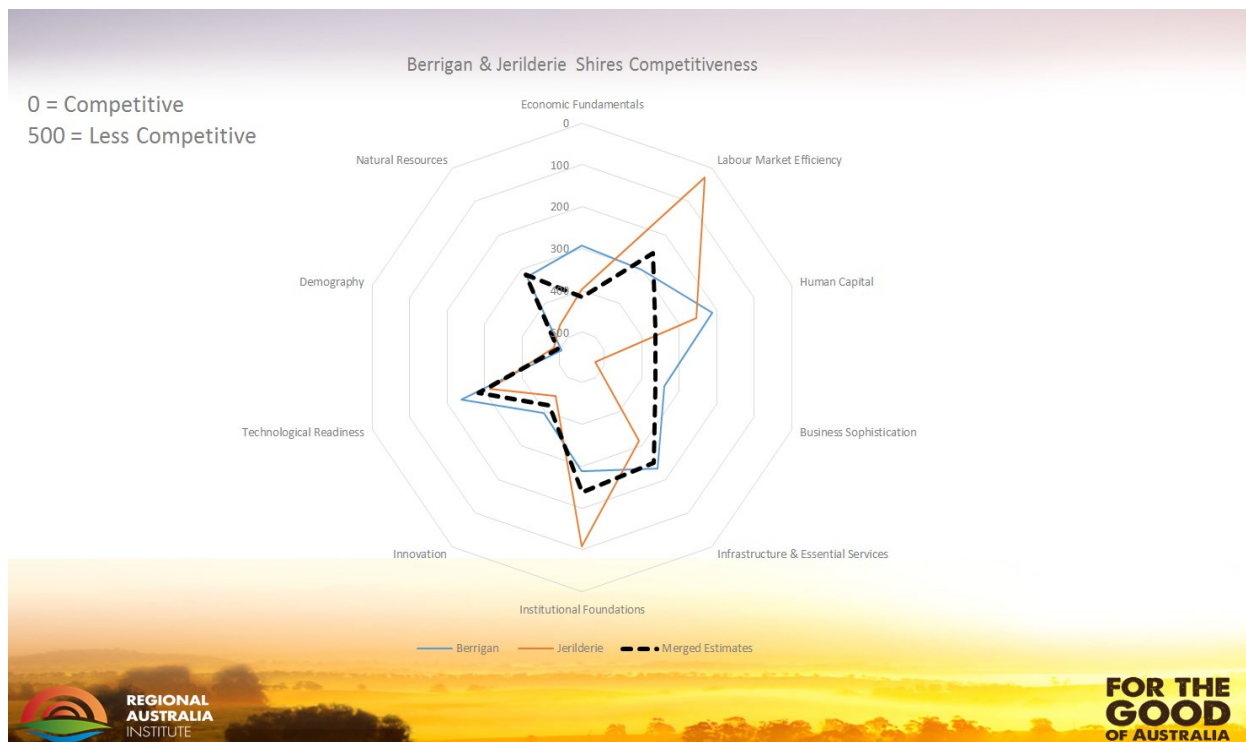 Berrigan & Jerilderie Shires Competitiveness
0 = Competitive
500 = Less Competitive
Economic Fundamentals
0
Natural Resources
Labour Market Efficiency
100
200
300
Demography
Human Capital
400
500
Technological Readiness
Business Sophistication
Innovation
Infrastructure & Essential Services
Institutional Foundations
Berrigan
Jerilderie
Merged Estimates
REGIONAL
AUSTRALIA
INSTITUTE
FOR THE
GOOD
OF AUSTRALIA